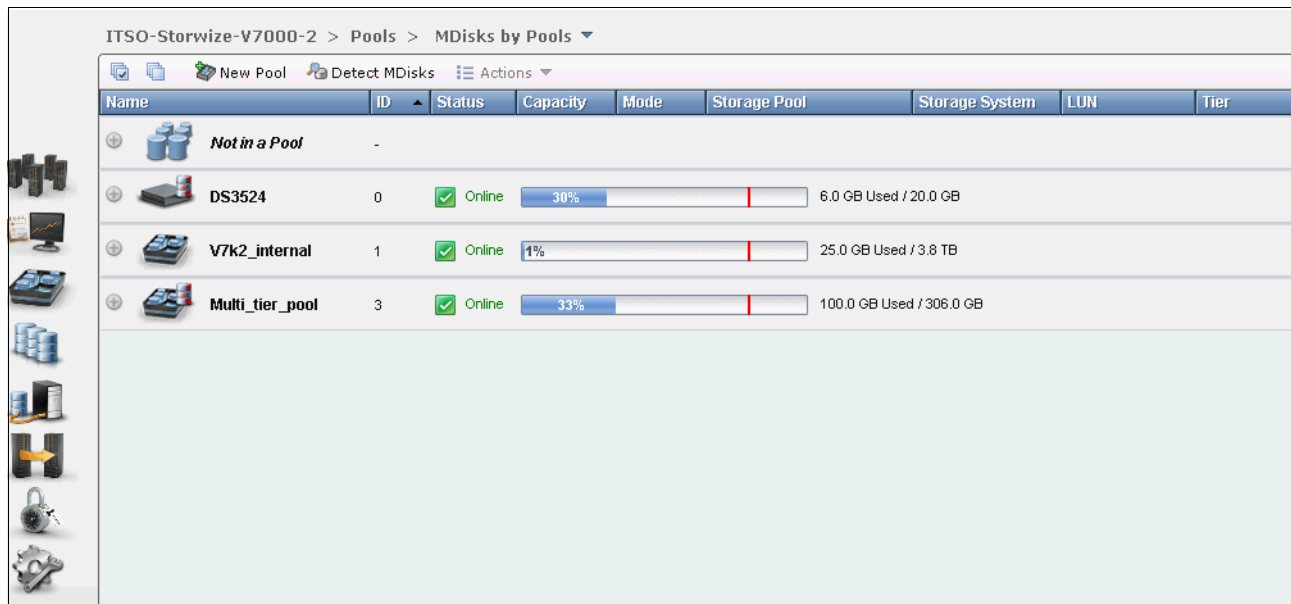 ITSO-Storwize-V7000-2 > Pools > MDisks by Pools
New Pool Detect MDisks Actions
Name ID Status Capacity Mode Storage Pool Storage System LUN Tier
Not in a Pool -
DS3524 0 Online 30% 6.0 GB Used / 20.0 GB
V7k2_internal 1 Online 1% 25.0 GB Used / 3.8 TB
Multi_tier_pool 3 Online 33% 100.0 GB Used / 306.0 GB